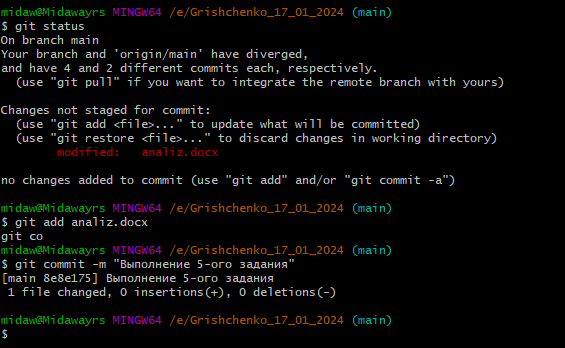 midaw@Midawayrs MINGW64 /e/Grishchenko_17_01_2024 (main)
$ git status
On branch main
Your branch and 'origin/main' have diverged,
and have 4 and 2 different commits each, respectively.
  (use "git pull" if you want to integrate the remote branch with yours)

Changes not staged for commit:
  (use "git add <file>..." to update what will be committed)
  (use "git restore <file>..." to discard changes in working directory)
        modified:   analiz.docx

no changes added to commit (use "git add" and/or "git commit -a")

midaw@Midawayrs MINGW64 /e/Grishchenko_17_01_2024 (main)
$ git add analiz.docx
git co
midaw@Midawayrs MINGW64 /e/Grishchenko_17_01_2024 (main)
$ git commit -m "Выполнение 5-ого задания"
[main 8e8e175] Выполнение 5-ого задания
 1 file changed, 0 insertions(+), 0 deletions(-)

midaw@Midawayrs MINGW64 /e/Grishchenko_17_01_2024 (main)
$